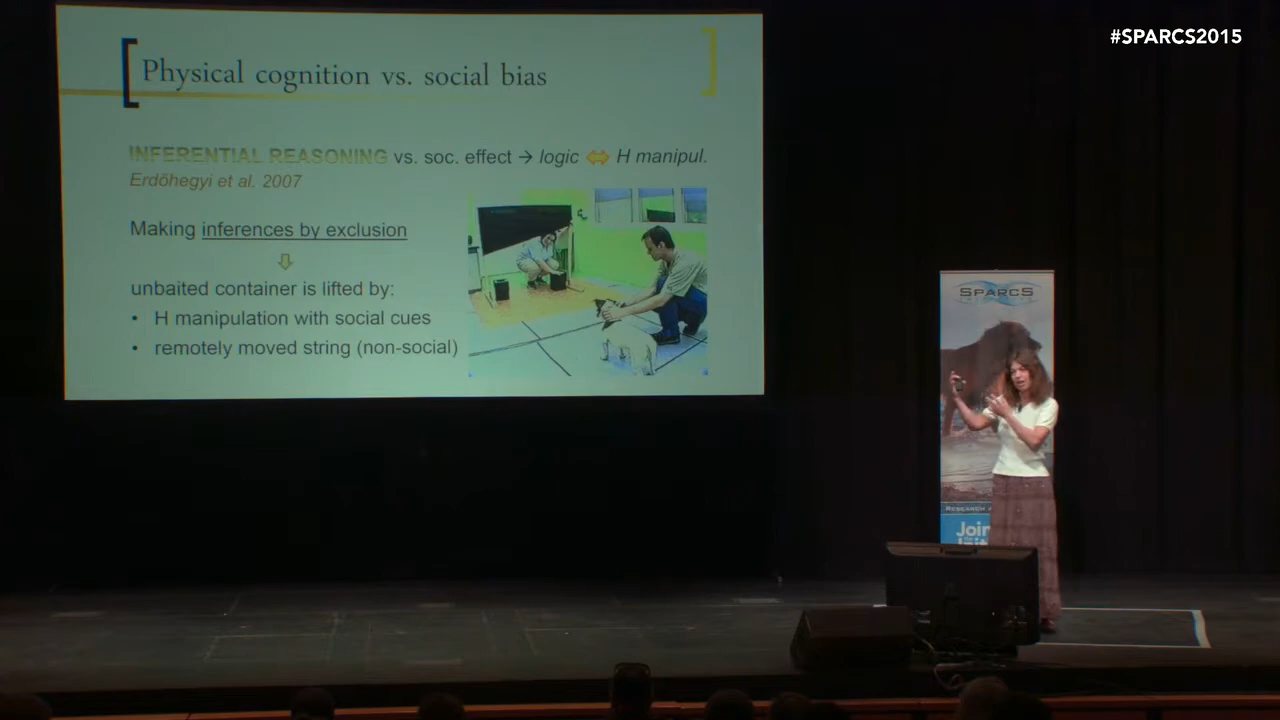 #SPARCS2015
Physical cognition vs. social bias
INFERENTIAL REASONING vs. soc. effect → logic ⇔ H manipul.
Erdőhegyi et al. 2007
Making inferences by exclusion
unbaited container is lifted by:
• H manipulation with social cues
• remotely moved string (non-social)
SPARCS
RESEARCH
Join